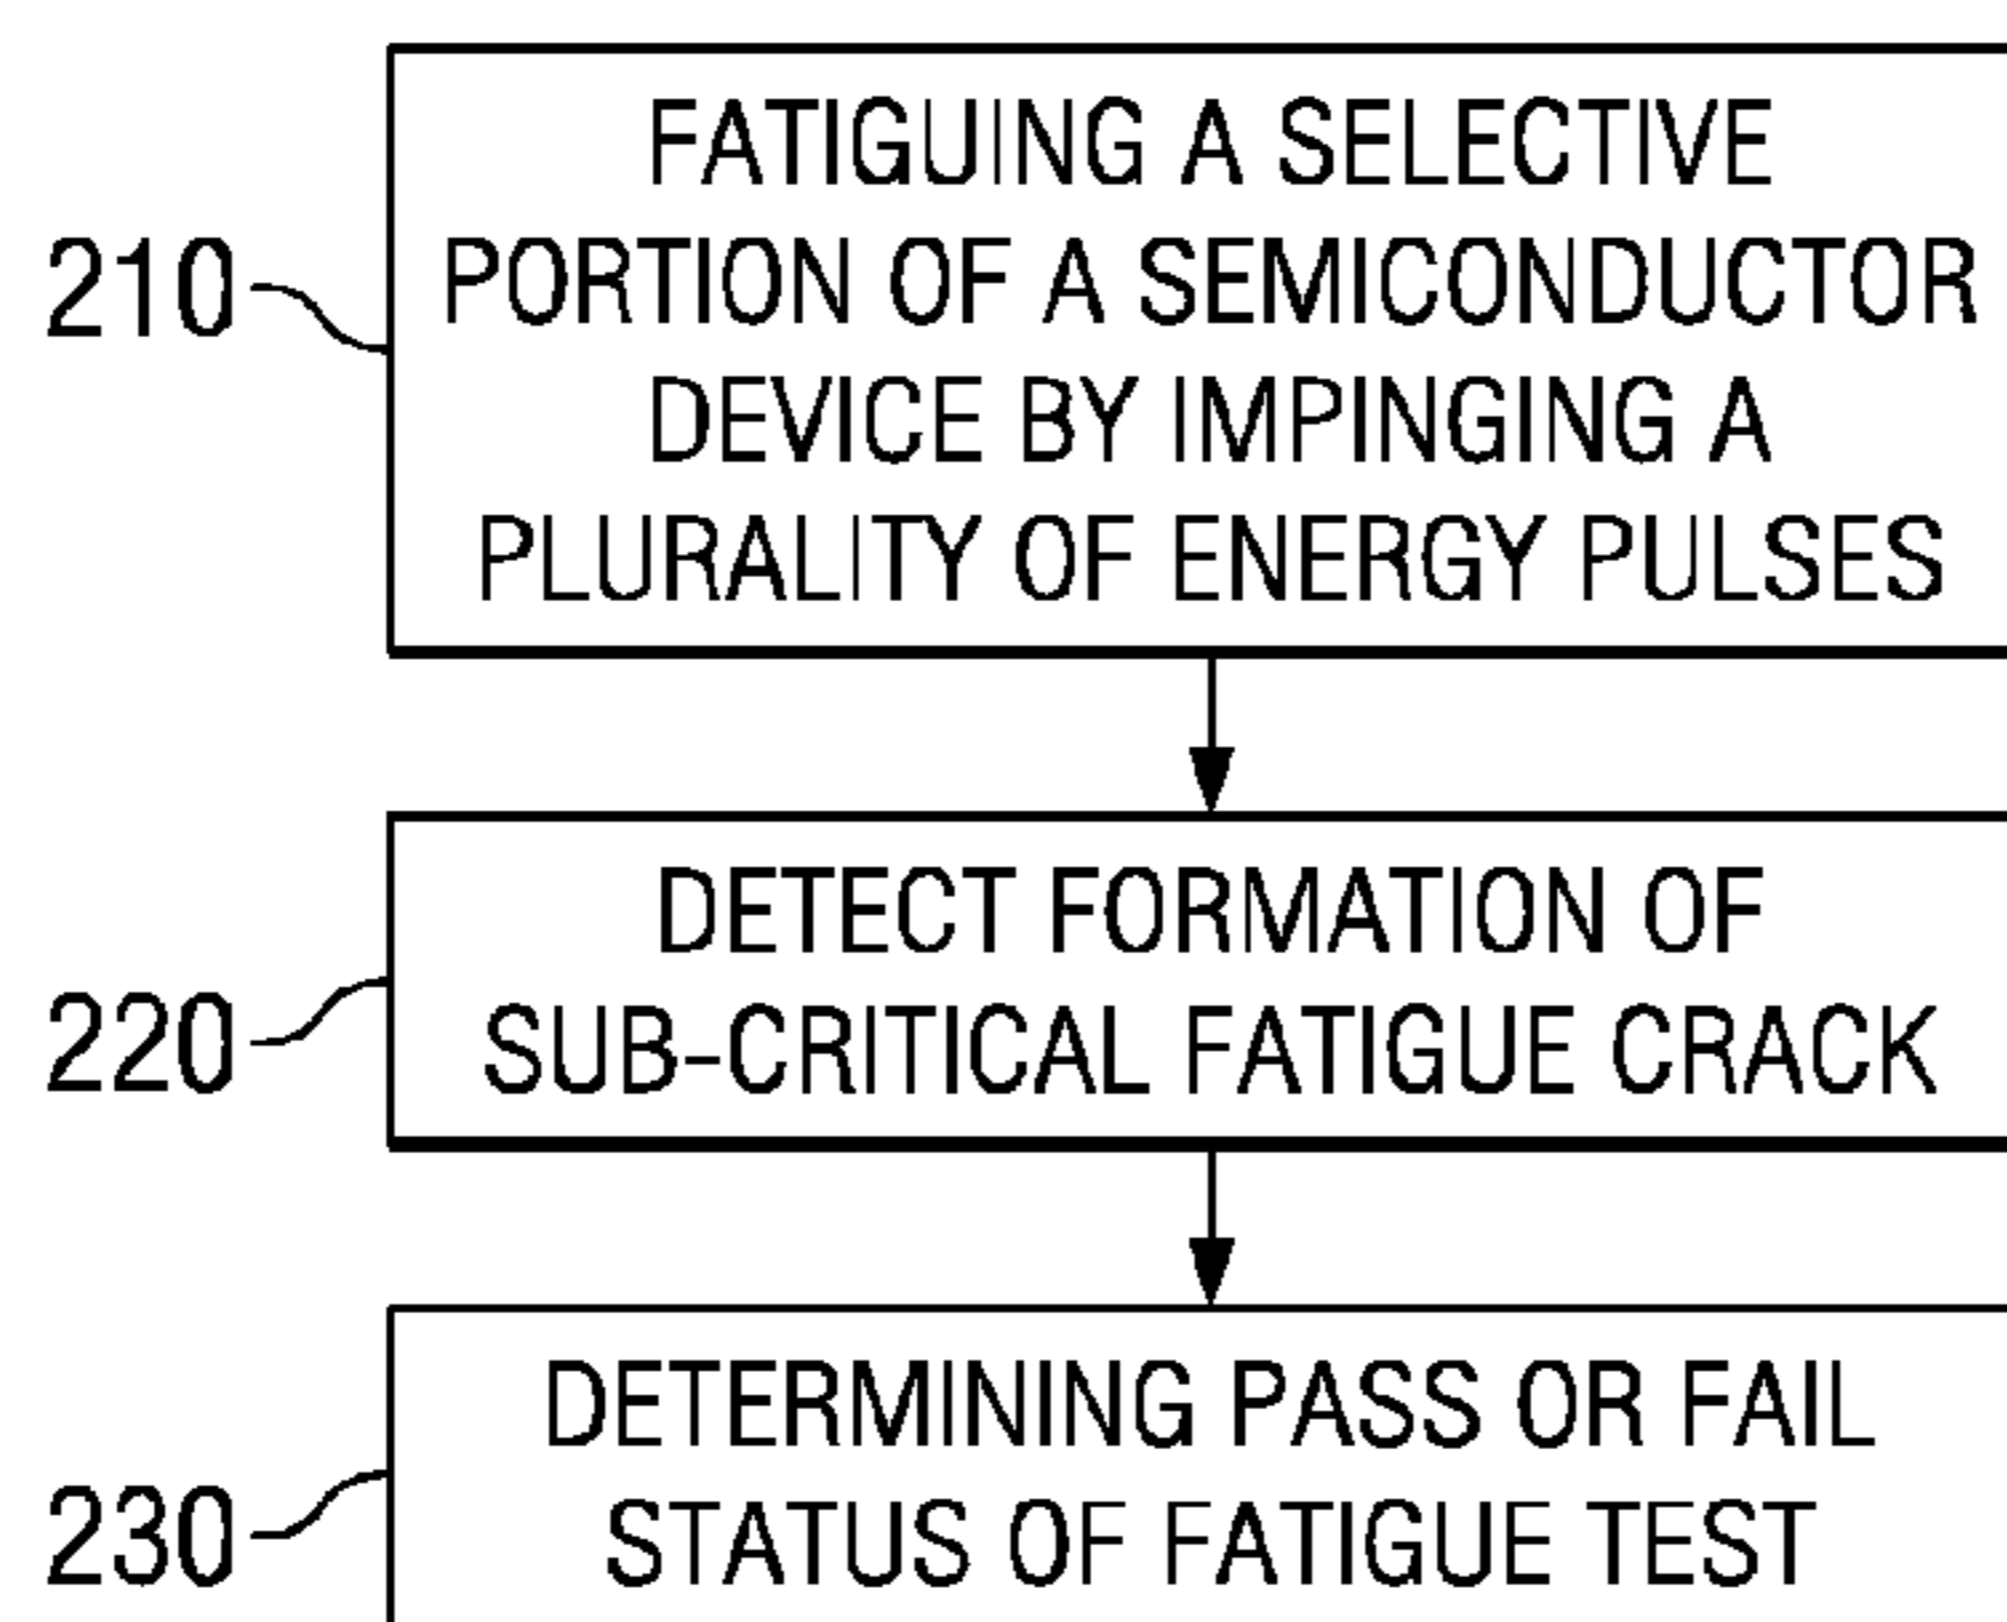 FATIGUING A SELECTIVE
210 PORTION OF A SEMICONDUCTOR
DEVICE BY IMPINGING A
PLURALITY OF ENERGY PULSES
DETECT FORMATION OF
220 SUB-CRITICAL FATIGUE CRACK
DETERMINING PASS OR FAIL
230 STATUS OF FATIGUE TEST